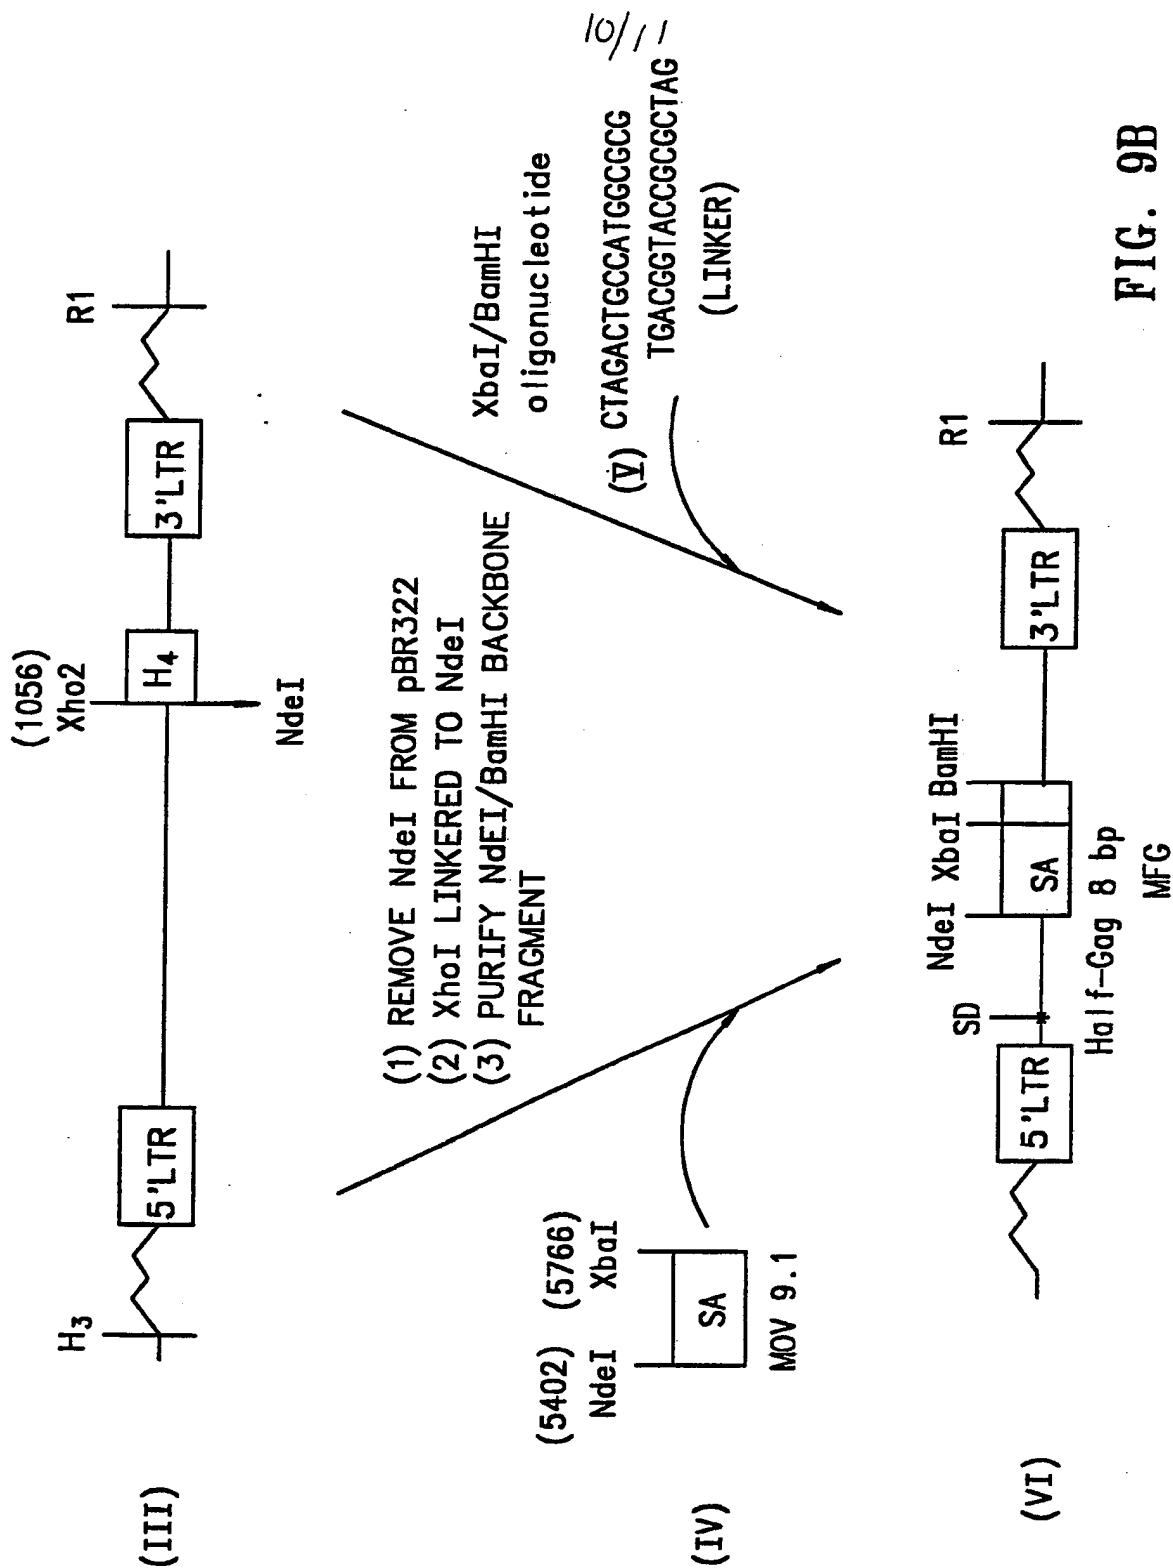 (1056)
Xho2
R1
H3
5'LTR
H4
3'LTR
(III)
NdeI
(1) REMOVE NdeI FROM pBR322
(2) XhoI LINKERED TO NdeI
(3) PURIFY NdEI/BamHI BACKBONE
FRAGMENT
XbaI/BamHI
oligonucleotide
(V) CTAGACTGCCATGGCGCG
TGACGGTACCGCGCTAG
(LINKER)
(5402) (5766)
NdeI XbaI
SA
MOV 9.1
(IV)
NdeI XbaI BamHI
SD
R1
5'LTR
SA
3'LTR
(VI)
Half-Gag 8 bp
MFG
FIG. 9B
10/11